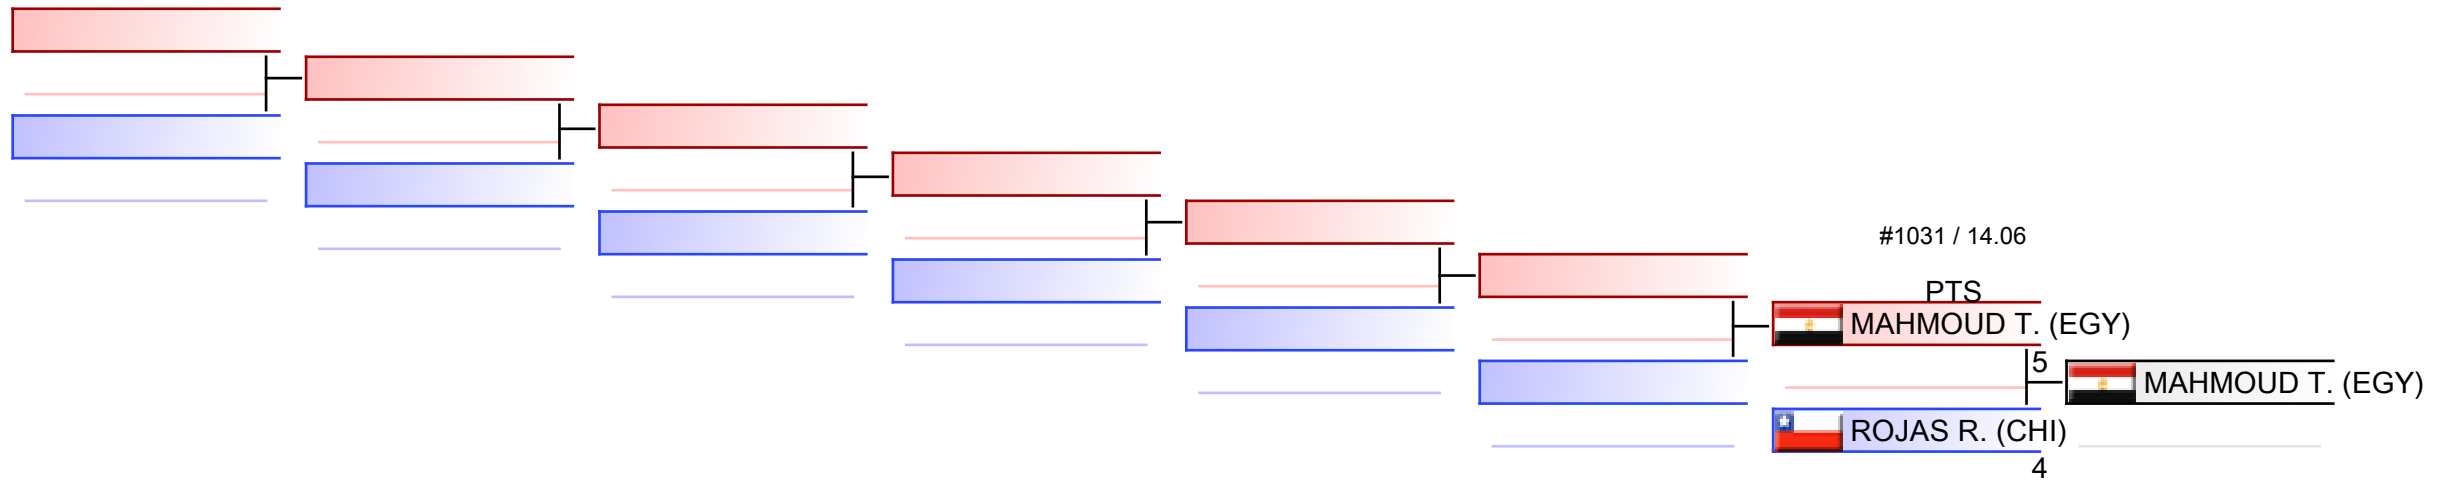 #1031 / 14.06
PTS
MAHMOUD T. (EGY)
5
MAHMOUD T. (EGY)
ROJAS R. (CHI)
4